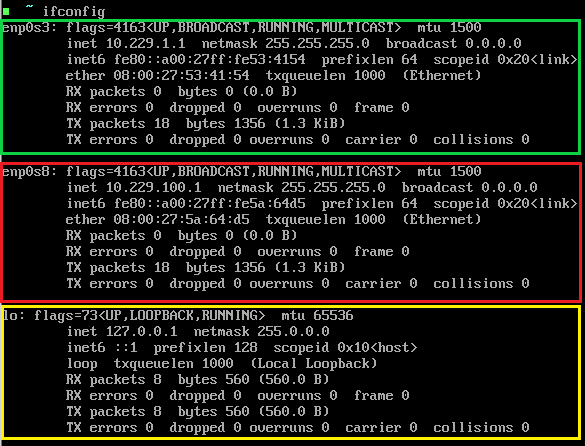 ~ ifconfig
enp0s3: flags=4163<UP,BROADCAST,RUNNING,MULTICAST>  mtu 1500
inet 10.229.1.1  netmask 255.255.255.0  broadcast 0.0.0.0
inet6 fe80::a00:27ff:fe53:4154  prefixlen 64  scopeid 0x20<link>
ether 08:00:27:53:41:54  txqueuelen 1000  (Ethernet)
RX packets 0  bytes 0 (0.0 B)
RX errors 0  dropped 0  overruns 0  frame 0
TX packets 18  bytes 1356 (1.3 KiB)
TX errors 0  dropped 0 overruns 0  carrier 0  collisions 0
enp0s8: flags=4163<UP,BROADCAST,RUNNING,MULTICAST>  mtu 1500
inet 10.229.100.1  netmask 255.255.255.0  broadcast 0.0.0.0
inet6 fe80::a00:27ff:fe5a:64d5  prefixlen 64  scopeid 0x20<link>
ether 08:00:27:5a:64:d5  txqueuelen 1000  (Ethernet)
RX packets 0  bytes 0 (0.0 B)
RX errors 0  dropped 0  overruns 0  frame 0
TX packets 18  bytes 1356 (1.3 KiB)
TX errors 0  dropped 0 overruns 0  carrier 0  collisions 0
lo: flags=73<UP,LOOPBACK,RUNNING>  mtu 65536
inet 127.0.0.1  netmask 255.0.0.0
inet6 ::1  prefixlen 128  scopeid 0x10<host>
loop  txqueuelen 1000  (Local Loopback)
RX packets 8  bytes 560 (560.0 B)
RX errors 0  dropped 0  overruns 0  frame 0
TX packets 8  bytes 560 (560.0 B)
TX errors 0  dropped 0 overruns 0  carrier 0  collisions 0